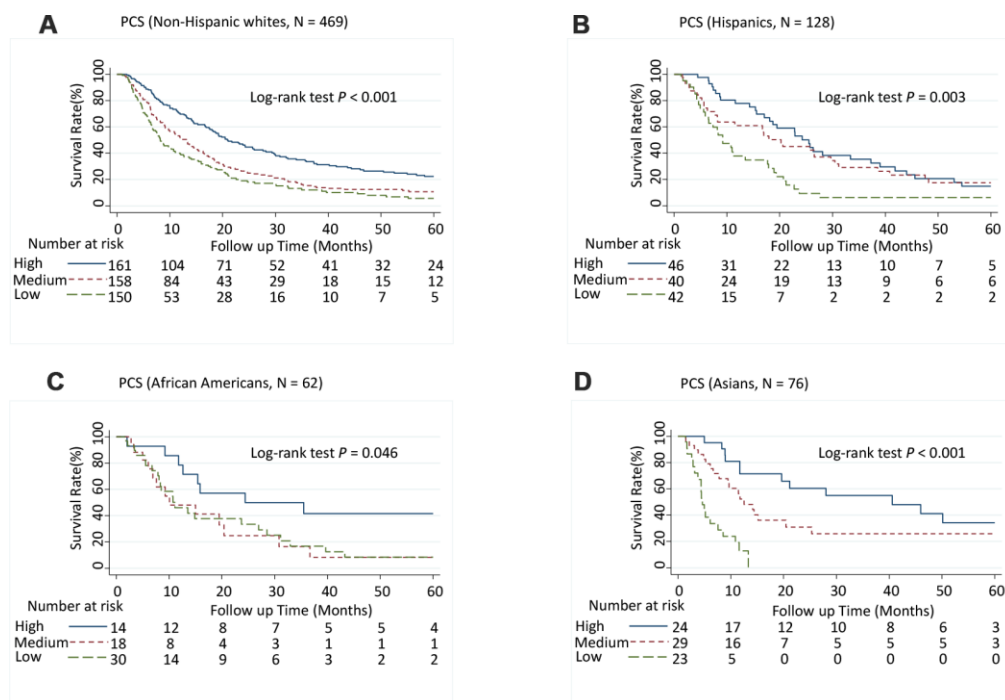 A
PCS (Non-Hispanic whites, N = 469)
Survival Rate(%)
100
80
60
40
20
0
Log-rank test P < 0.001
0 10 20 30 40 50 60
Number at risk
Follow up Time (Months)
High 161 104 71 52 41 32 24
Medium 158 84 43 29 18 15 12
Low 150 53 28 16 10 7 5
B
PCS (Hispanics, N = 128)
Survival Rate(%)
100
80
60
40
20
0
Log-rank test P = 0.003
0 10 20 30 40 50 60
Number at risk
Follow up Time (Months)
High 46 31 22 13 10 7 5
Medium 40 24 19 13 9 6 6
Low 42 15 7 2 2 2 2
C
PCS (African Americans, N = 62)
Survival Rate(%)
100
80
60
40
20
0
Log-rank test P = 0.046
0 10 20 30 40 50 60
Number at risk
Follow up Time (Months)
High 14 12 8 7 5 5 4
Medium 18 8 4 3 1 1 1
Low 30 14 9 6 3 2 2
D
PCS (Asians, N = 76)
Survival Rate(%)
100
80
60
40
20
0
Log-rank test P < 0.001
0 10 20 30 40 50 60
Number at risk
Follow up Time (Months)
High 24 17 12 10 8 6 3
Medium 29 16 7 5 5 5 3
Low 23 5 0 0 0 0 0